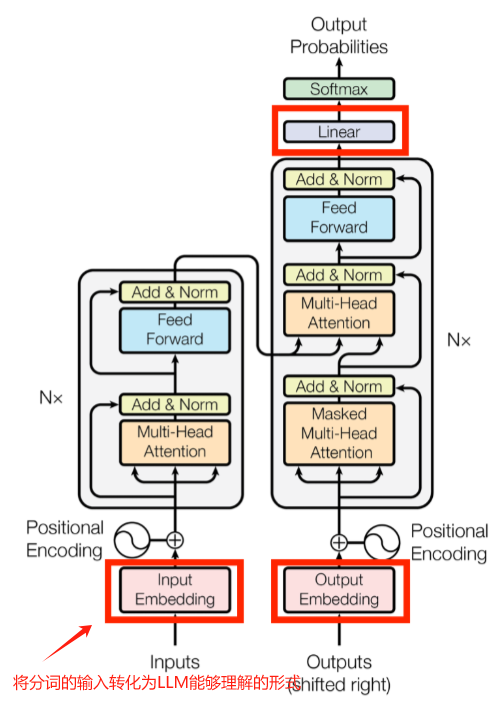 Output
Probabilities
Softmax
Linear
Add & Norm
Feed
Forward
Add & Norm
Multi-Head
Attention
Add & Norm
Masked
Multi-Head
Attention
N×
Add & Norm
Feed
Forward
N×
Add & Norm
Multi-Head
Attention
Positional
Encoding
Positional
Encoding
Input
Embedding
Output
Embedding
Inputs
Outputs
(shifted right)
将分词的输入转化为LLM能够理解的形式